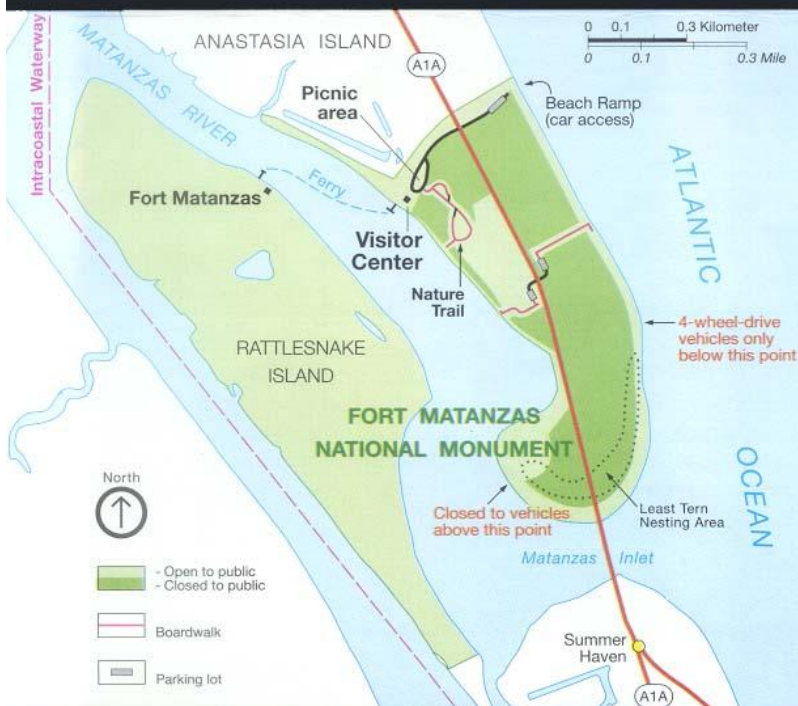 ANASTASIA ISLAND
A1A
0 0.1 0.3 Kilometer
0 0.1 0.3 Mile
MATANZAS RIVER
Intracoastal Waterway
Picnic
area
Beach Ramp
(car access)
Ferry
Fort Matanzas
Visitor
Center
Nature
Trail
ATLANTIC
OCEAN
4-wheel-drive
vehicles only
below this point
RATTLESNAKE
ISLAND
FORT MATANZAS
NATIONAL MONUMENT
Closed to vehicles
above this point
Least Tern
Nesting Area
Matanzas Inlet
North
- Open to public
- Closed to public
Boardwalk
Parking lot
Summer
Haven
A1A